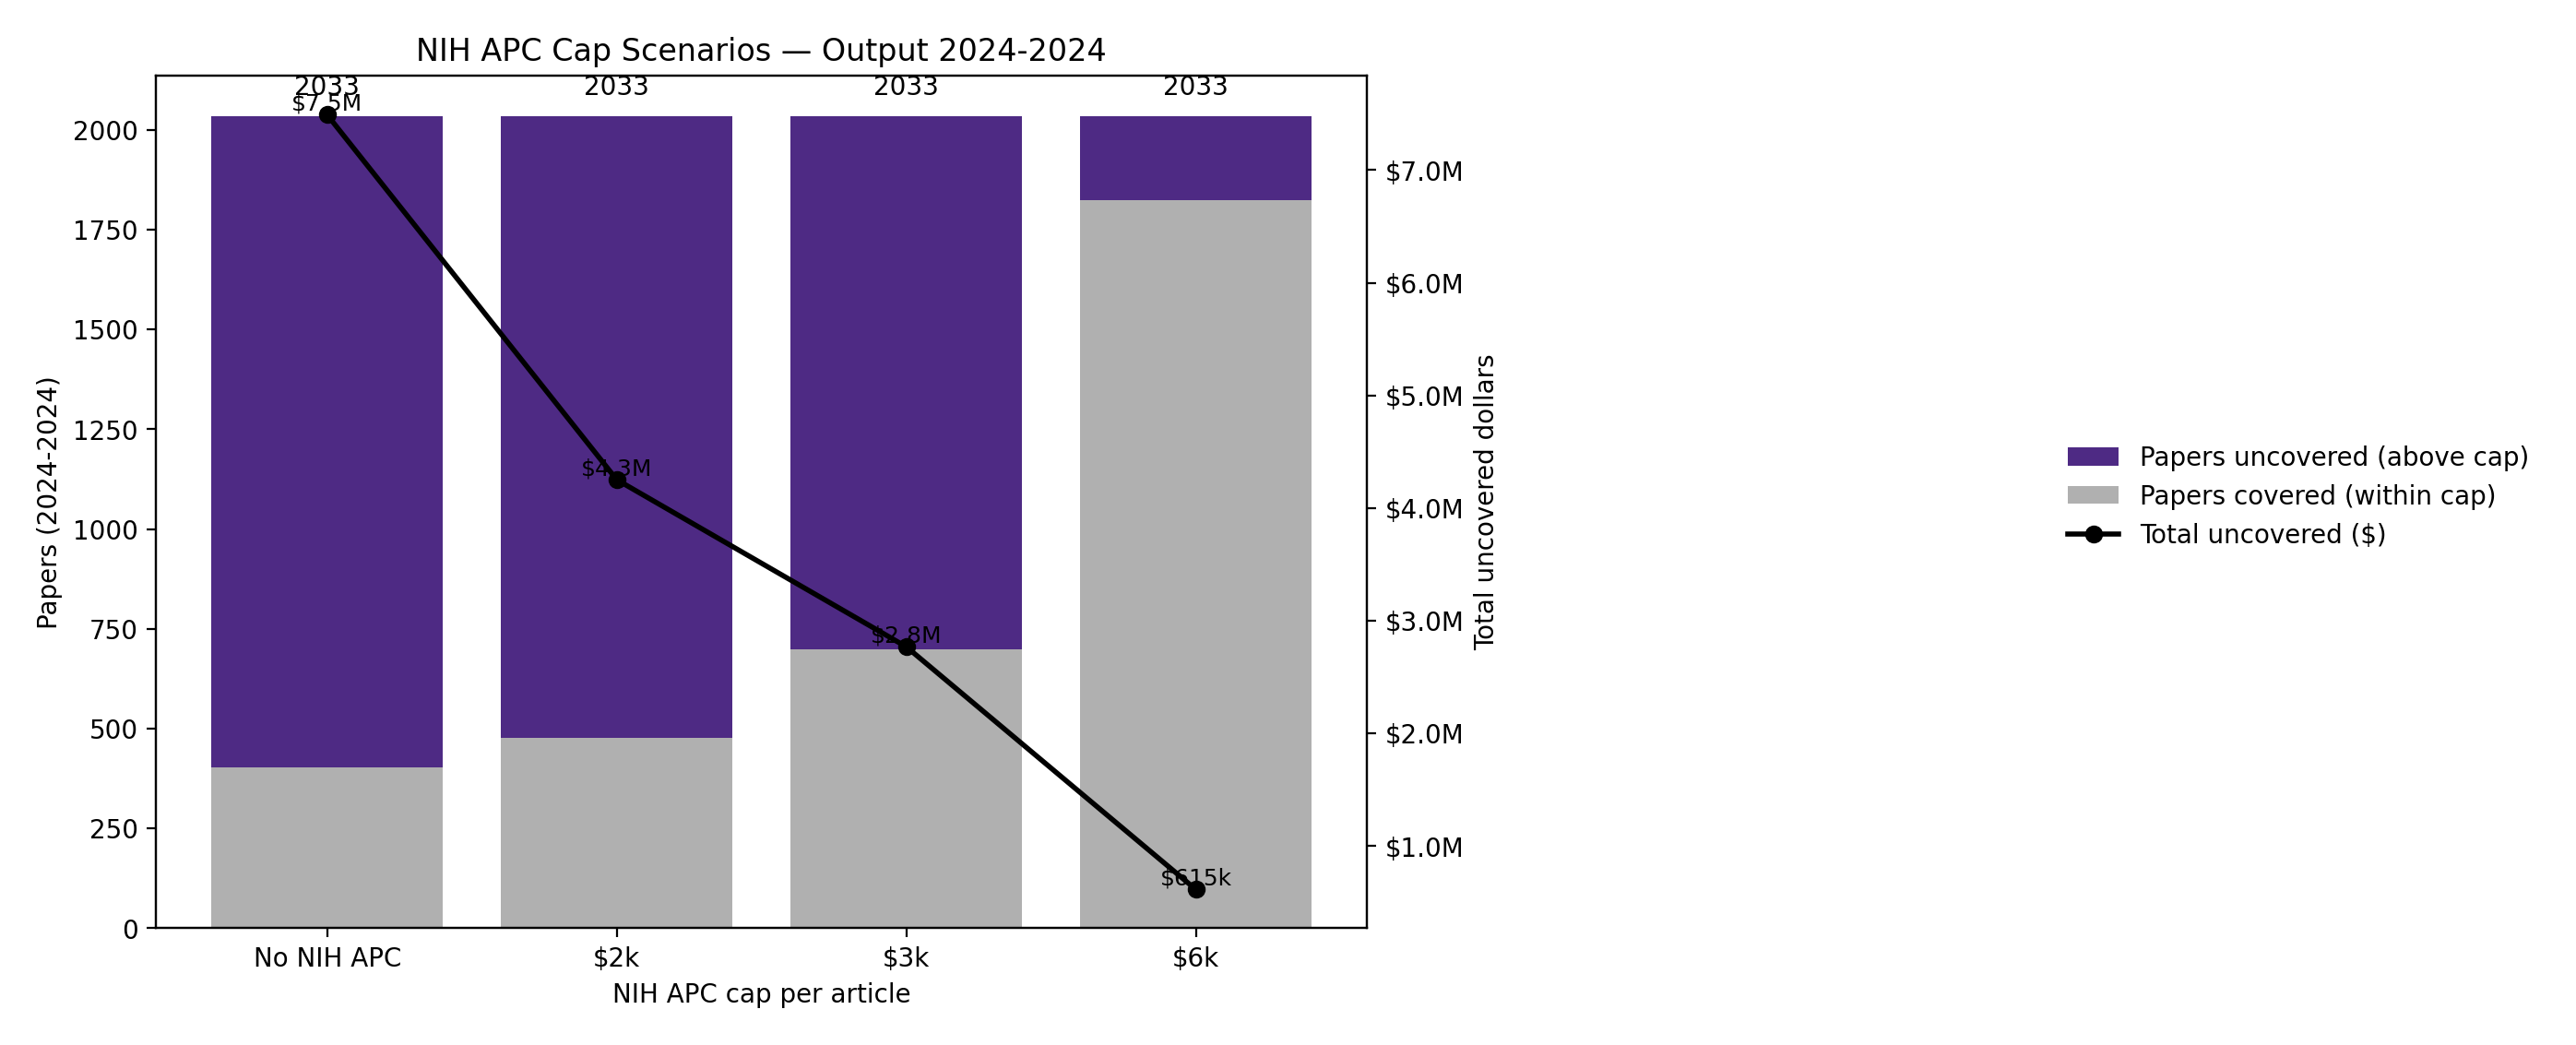 NIH APC Cap Scenarios — Output 2024-2024
2033
2033
2033
2033
$7.5M
$4.3M
$2.8M
$615k
Papers (2024-2024)
2000
1750
1500
1250
1000
750
500
250
0
No NIH APC
$2k
$3k
$6k
NIH APC cap per article
$7.0M
$6.0M
$5.0M
$4.0M
$3.0M
$2.0M
$1.0M
Total uncovered dollars
Papers uncovered (above cap)
Papers covered (within cap)
Total uncovered ($)